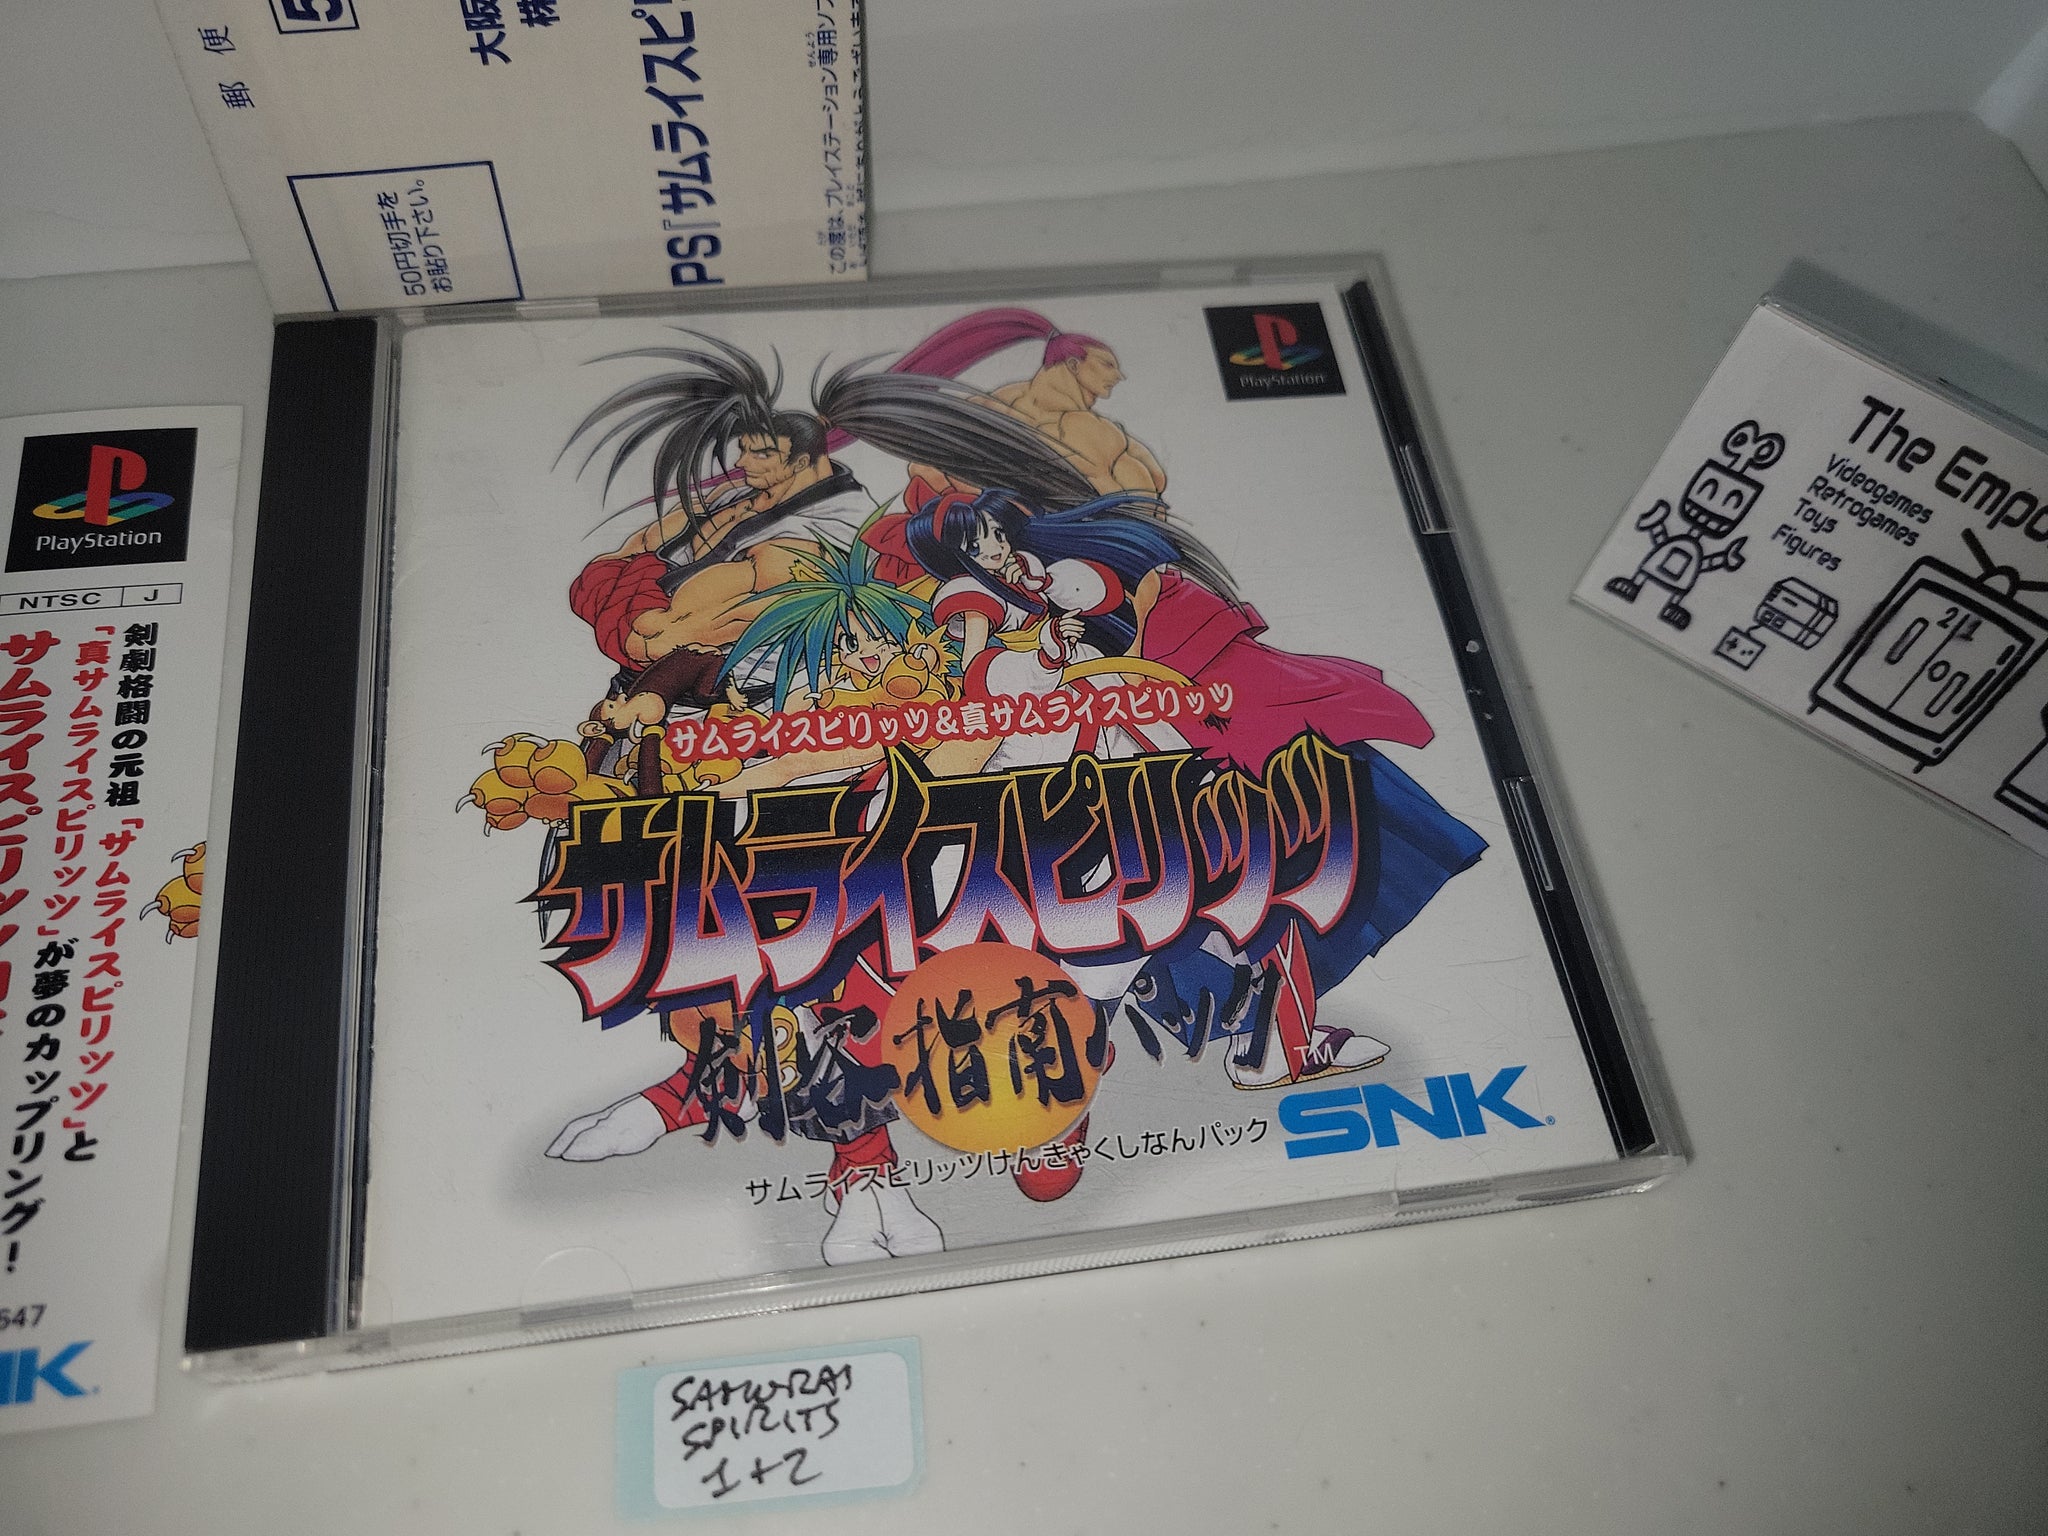 郵便
50円切手を
お貼り下さい。
大阪
株
PS『サムライスピリ
この度は、プレイステーション専用ソフ
PlayStation
NTSC J
剣劇格闘の元祖「サムライスピリッツ」と
「真サムライスピリッツ」が夢のカップリング!
サムライスピリッツ
647
SNK
PlayStation
サムライスピリッツ&真サムライスピリッツ
サムライスピリッツ
剣客指南パック
TM
サムライスピリッツけんきゃくしなんパック
SNK®
SAMURAI
SPIRITS
1+2
The Empo
Videogames
Retrogames
Toys
Figures
21